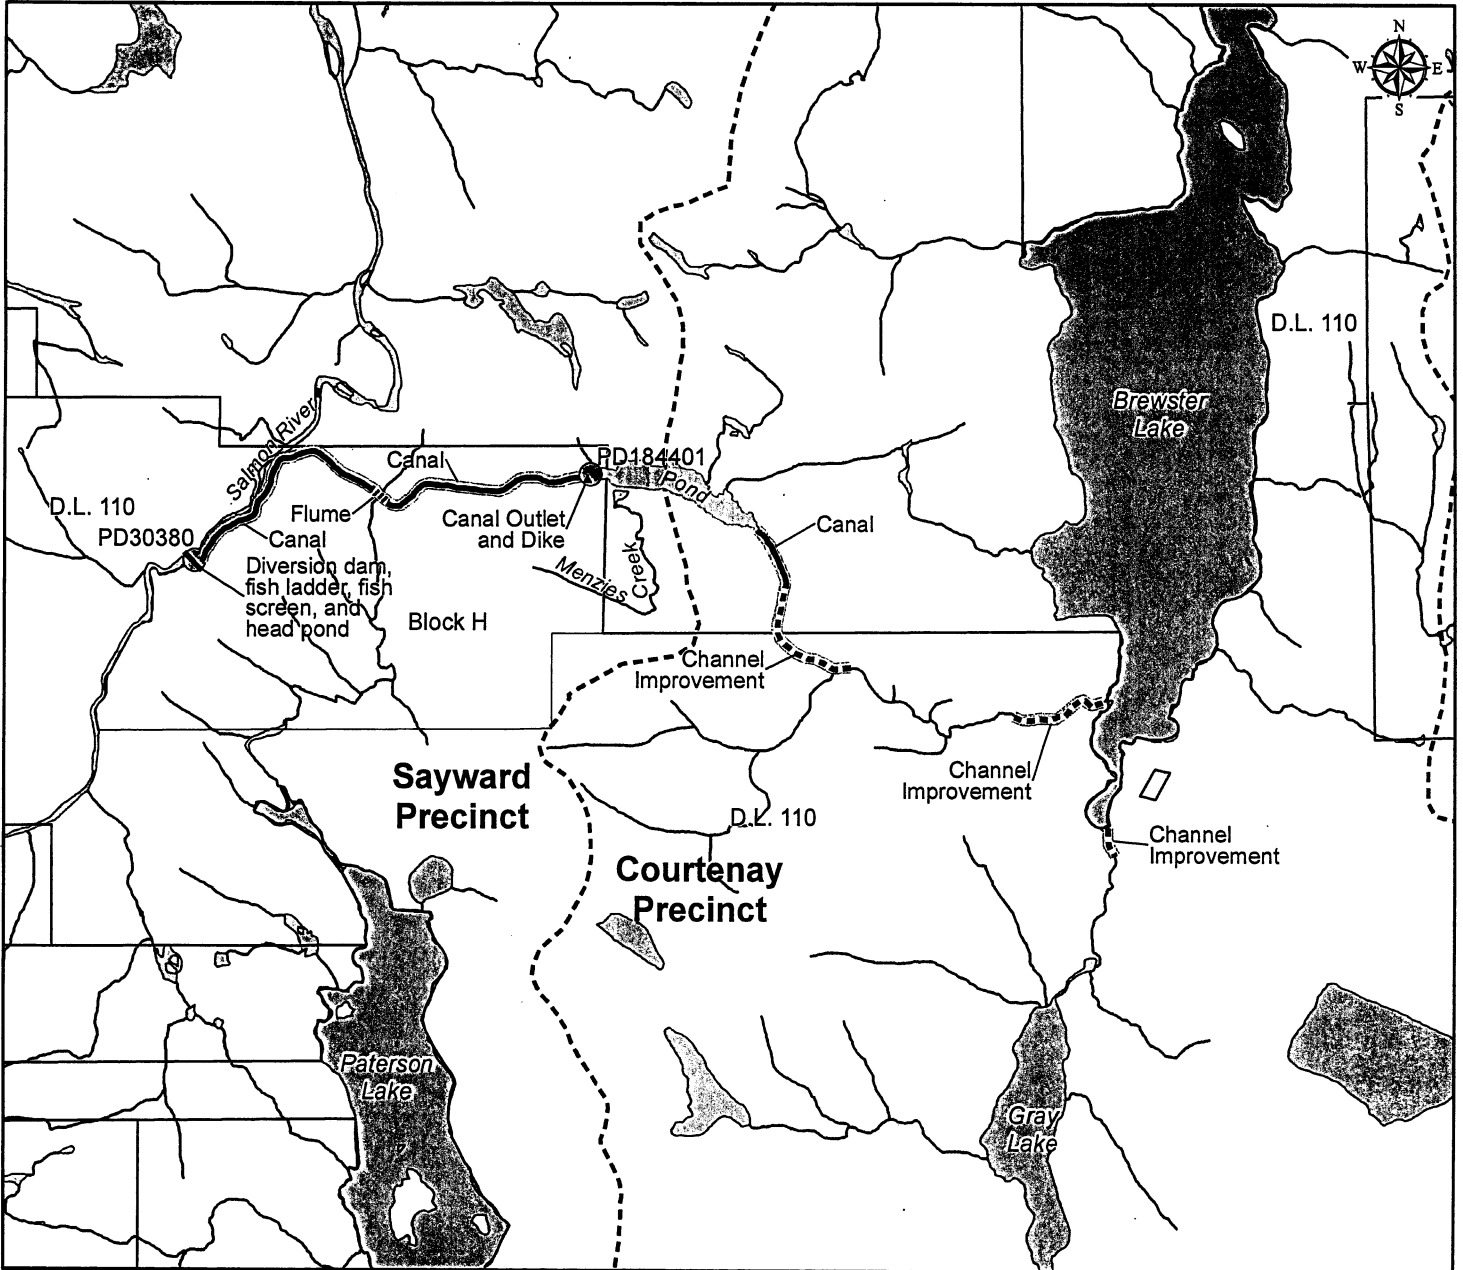 N
W E
S
D.L. 110
Brewster
Lake
Salmon River
Canal
PD184401
Pond
D.L. 110
Flume
Canal Outlet
and Dike
Canal
PD30380
Canal
Diversion dam,
fish ladder, fish
screen, and
head pond
Menzies
Creek
Block H
Channel
Improvement
Channel
Improvement
Sayward
Precinct
D.L. 110
Channel
Improvement
Courtenay
Precinct
Paterson
Lake
Gray
Lake